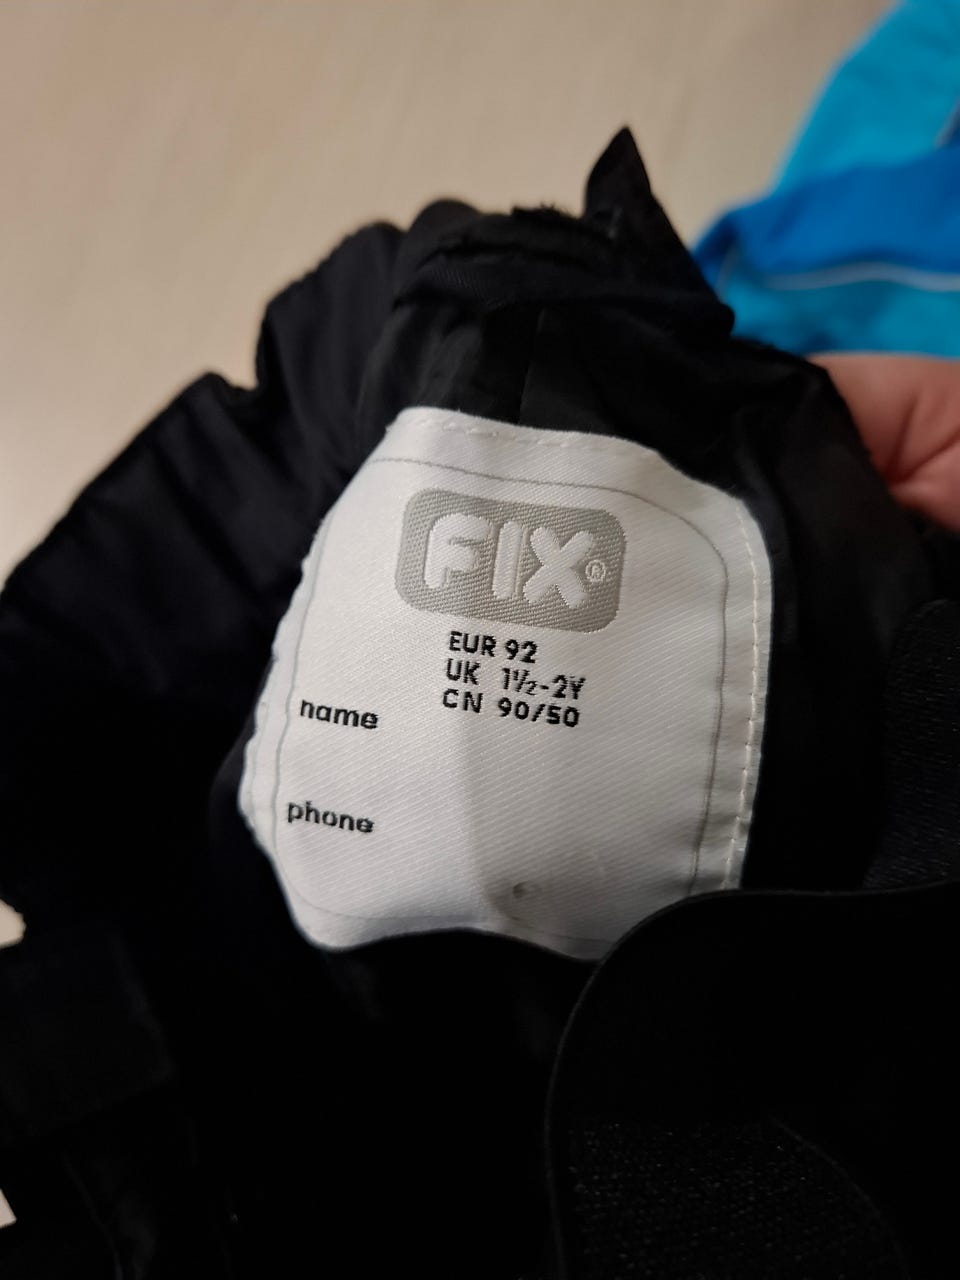 FIX®
EUR 92
UK 1½-2Y
CN 90/50
name
phone